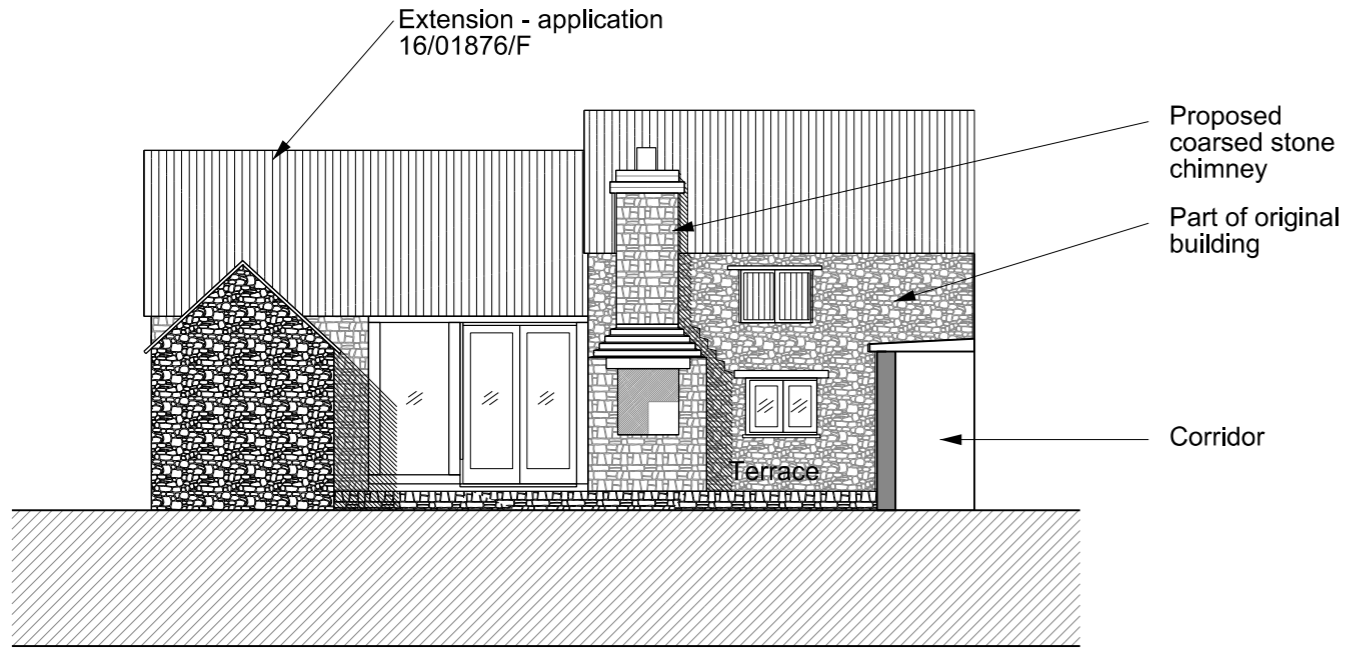 Extension - application
16/01876/F
Proposed
coarsed stone
chimney
Part of original
building
Corridor
Terrace